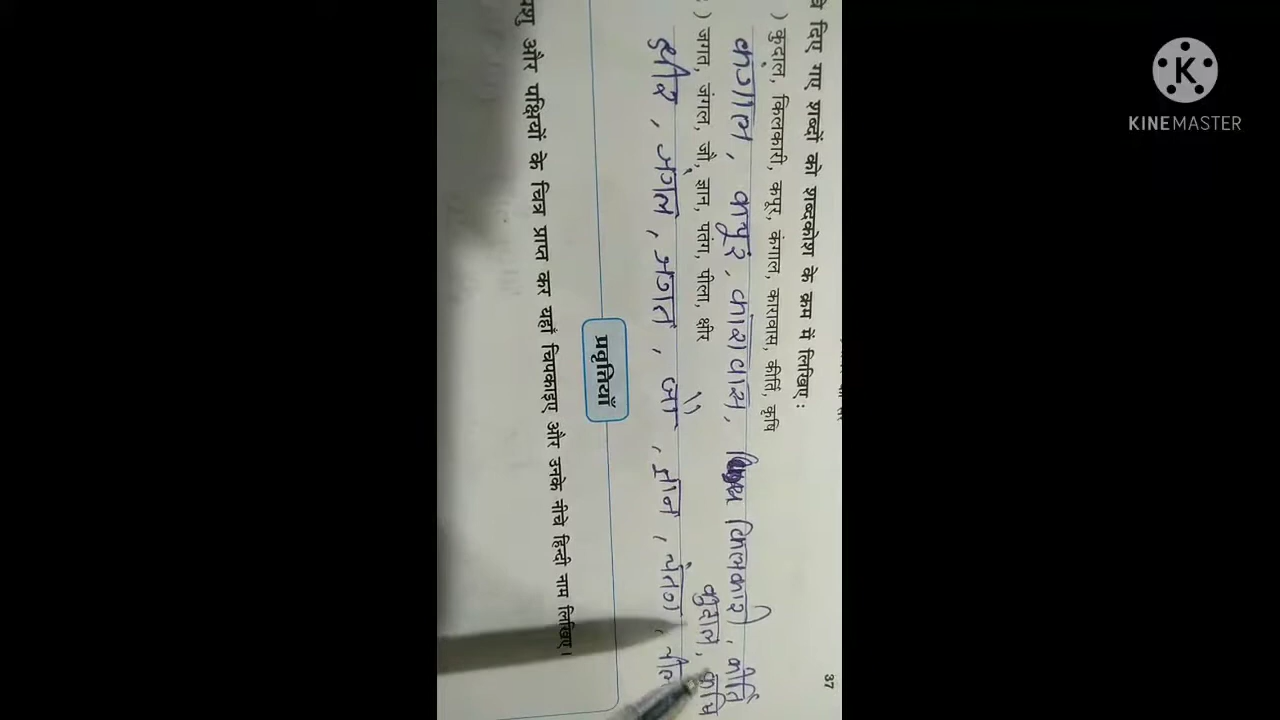 37
दिए गए शब्दों को शब्दकोश के क्रम में लिखिए :
) कुदाल, किलकारी, कपूर, कंगाल, कारावास, कीर्ति, कृषि
कंगाल, कपूर, कारावास, किलकारी, कीर्ति
कुदाल, कृषि
) जगत, जंगल, जौ, ज्ञान, पतंग, पीला, क्षीर
क्षीर, जंगल, जगत, जौ, ज्ञान, पतंग,
प्रवृत्तियाँ
और पक्षियों के चित्र प्राप्त कर यहाँ चिपकाइए और उनके नीचे हिन्दी नाम लिखिए।
K
KINEMASTER